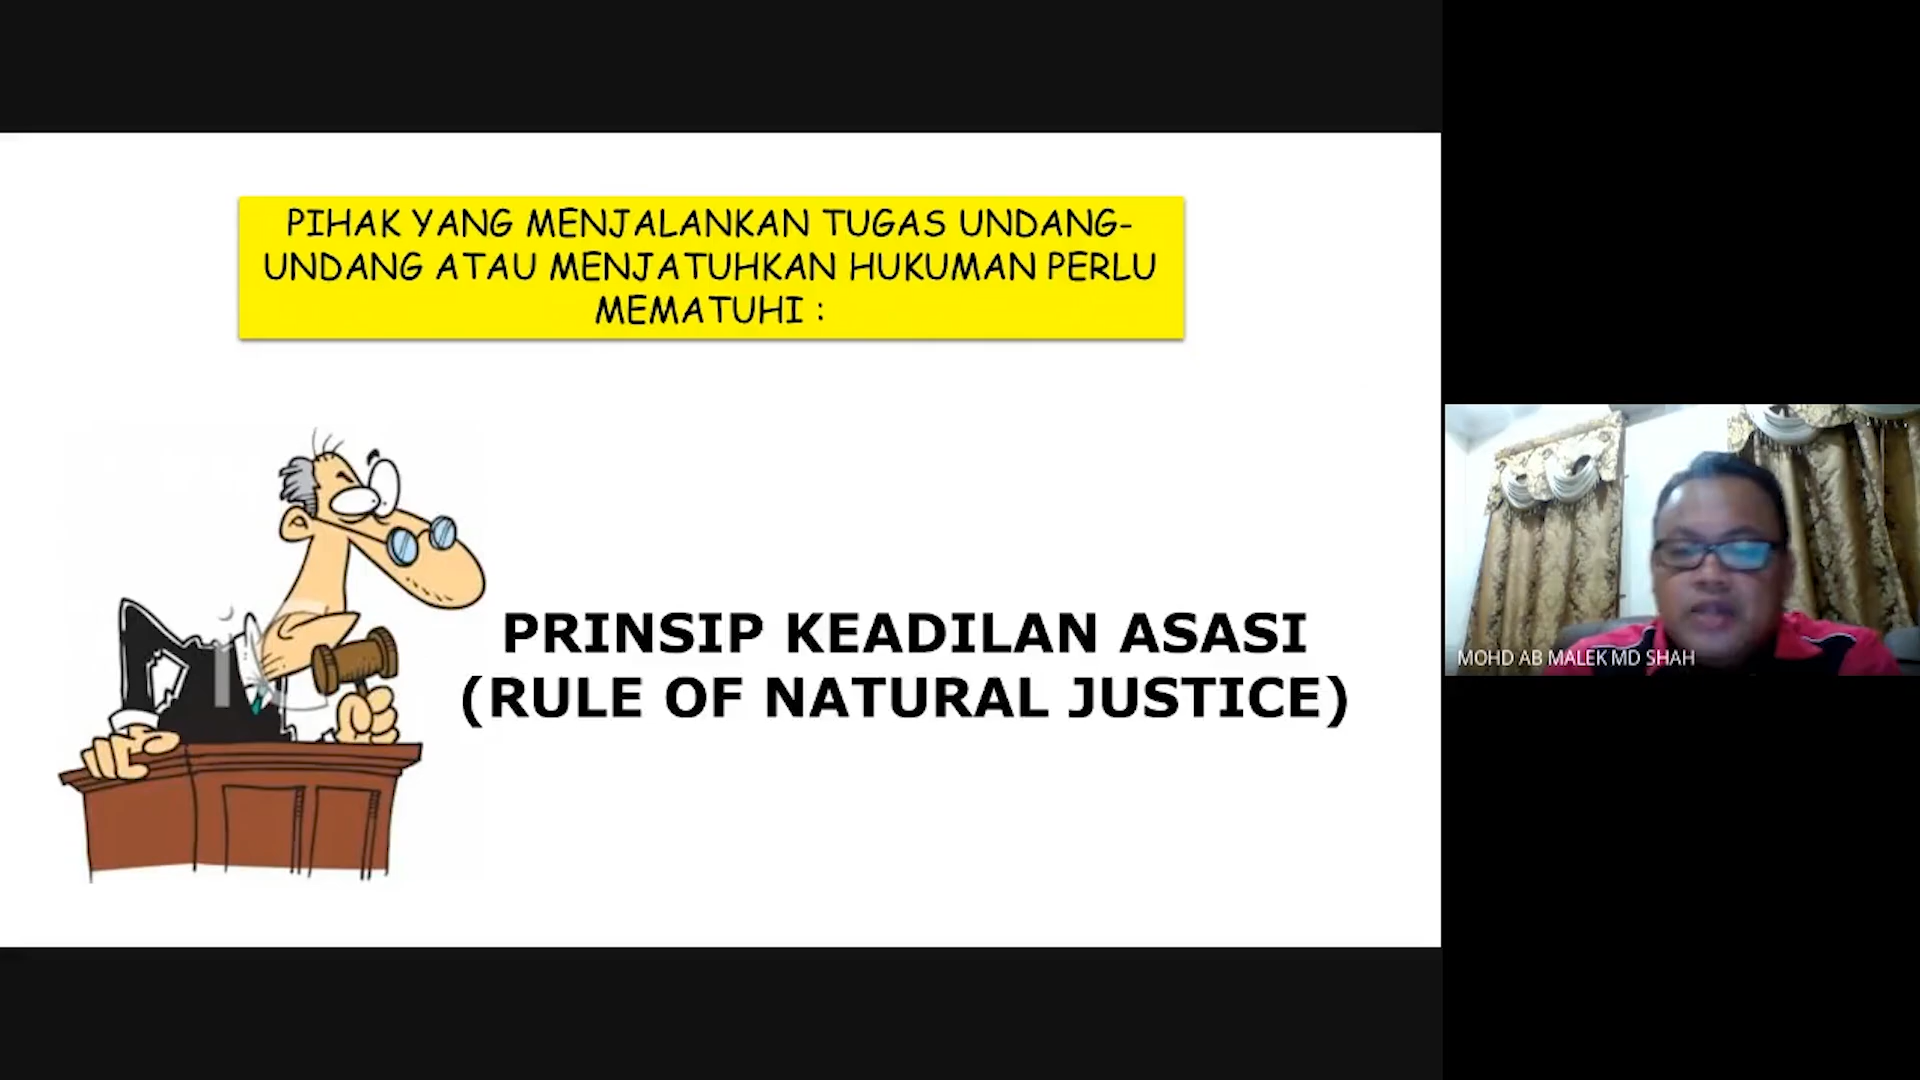 PIHAK YANG MENJALANKAN TUGAS UNDANG-
UNDANG ATAU MENJATUHKAN HUKUMAN PERLU
MEMATUHI :
PRINSIP KEADILAN ASASI
(RULE OF NATURAL JUSTICE)
MOHD AB MALEK MD SHAH